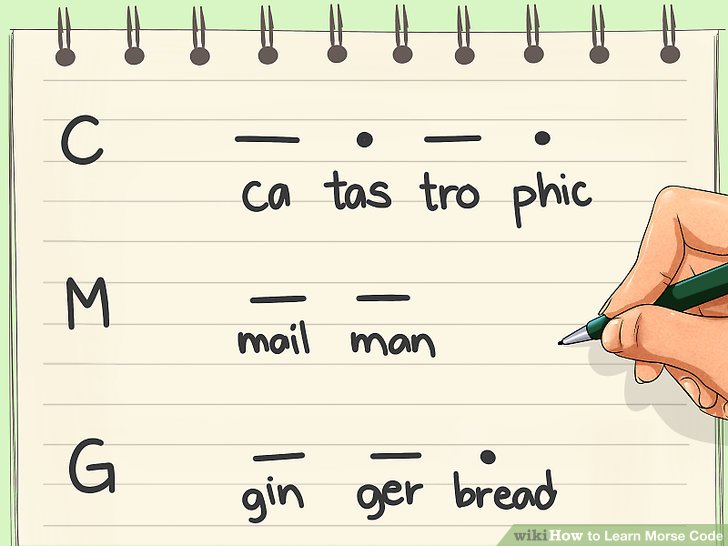 C — • — •
ca tas tro phic
M — —
mail man
G — — •
gin ger bread
wikiHow to Learn Morse Code